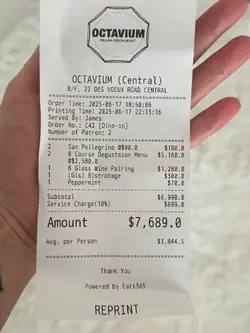 OCTAVIUM
ITALIAN RESTAURANT
OCTAVIUM (Central)
8/F, 22 DES VOEUX ROAD CENTRAL
Order Time: 2025-06-17 18:50:06
Printing Time: 2025-06-17 22:13:16
Served By: James
Order No.: C42 [Dine-in]
Number of Patron: 2
2 San Pellegrino @$90.0 $180.0
2 8 Course Degustation Menu $5,160.0
@$2,580.0
1 8 Glass Wine Pairing $1,280.0
1 (Gls) Bistrotage $300.0
1 Peppermint $70.0
Subtotal $6,990.0
Service Charge(10%) $699.0
Amount $7,689.0
Avg. per Person $3,844.5
Thank You
Powered by Eats365
REPRINT